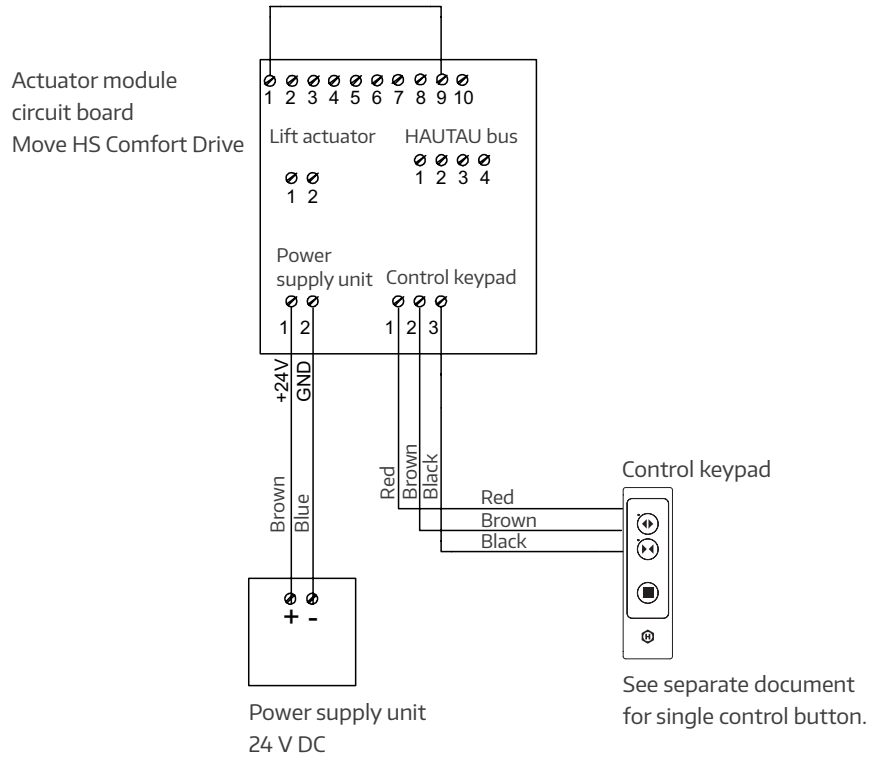 Actuator module
circuit board
Move HS Comfort Drive
1 2 3 4 5 6 7 8 9 10
Lift actuator HAUTAU bus
1 2 3 4
1 2
Power
supply unit Control keypad
1 2 1 2 3
+24V
GND
Brown
Blue
Red
Brown
Black
Control keypad
Red
Brown
Black
H
+ -
See separate document
for single control button.
Power supply unit
24 V DC